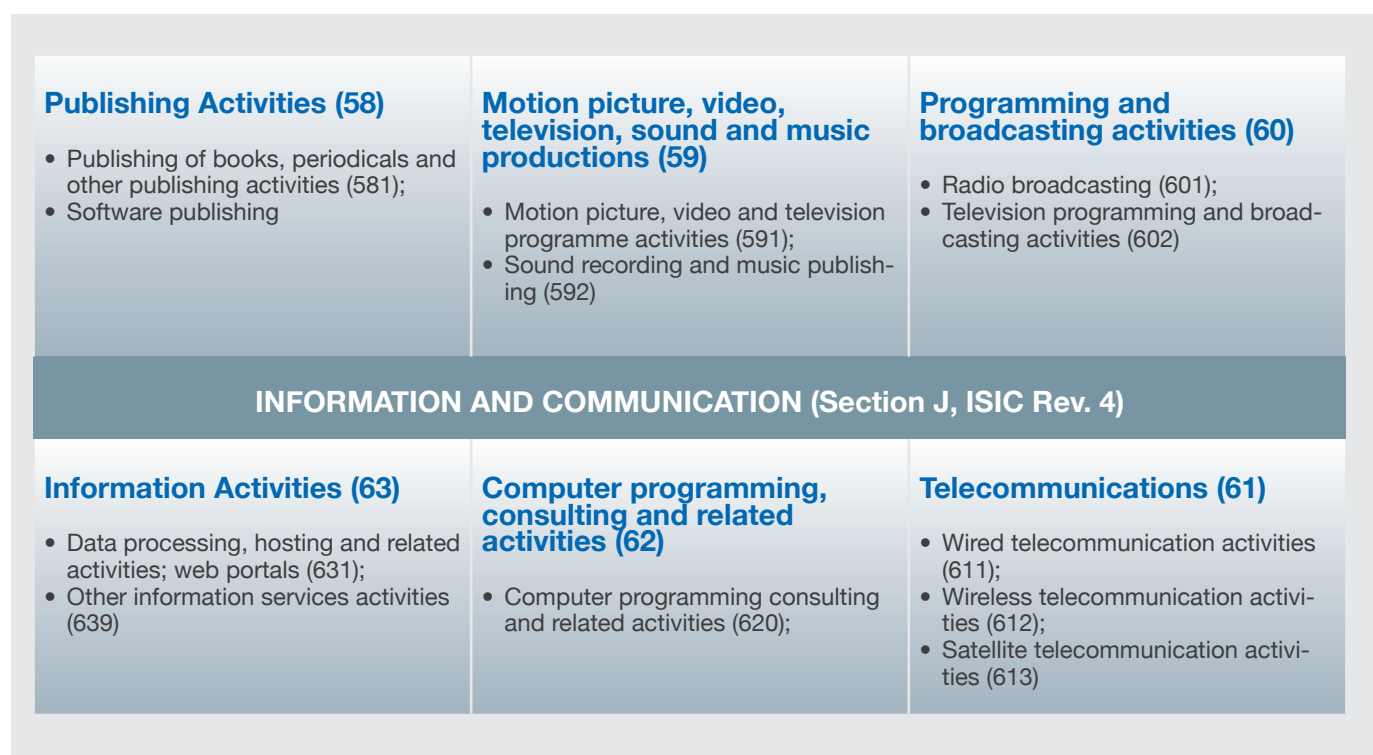 Publishing Activities (58)
• Publishing of books, periodicals and
other publishing activities (581);
• Software publishing
Motion picture, video,
television, sound and music
productions (59)
• Motion picture, video and television
programme activities (591);
• Sound recording and music publish-
ing (592)
Programming and
broadcasting activities (60)
• Radio broadcasting (601);
• Television programming and broad-
casting activities (602)
INFORMATION AND COMMUNICATION (Section J, ISIC Rev. 4)
Information Activities (63)
• Data processing, hosting and related
activities; web portals (631);
• Other information services activities
(639)
Computer programming,
consulting and related
activities (62)
• Computer programming consulting
and related activities (620);
Telecommunications (61)
• Wired telecommunication activities
(611);
• Wireless telecommunication activi-
ties (612);
• Satellite telecommunication activi-
ties (613)